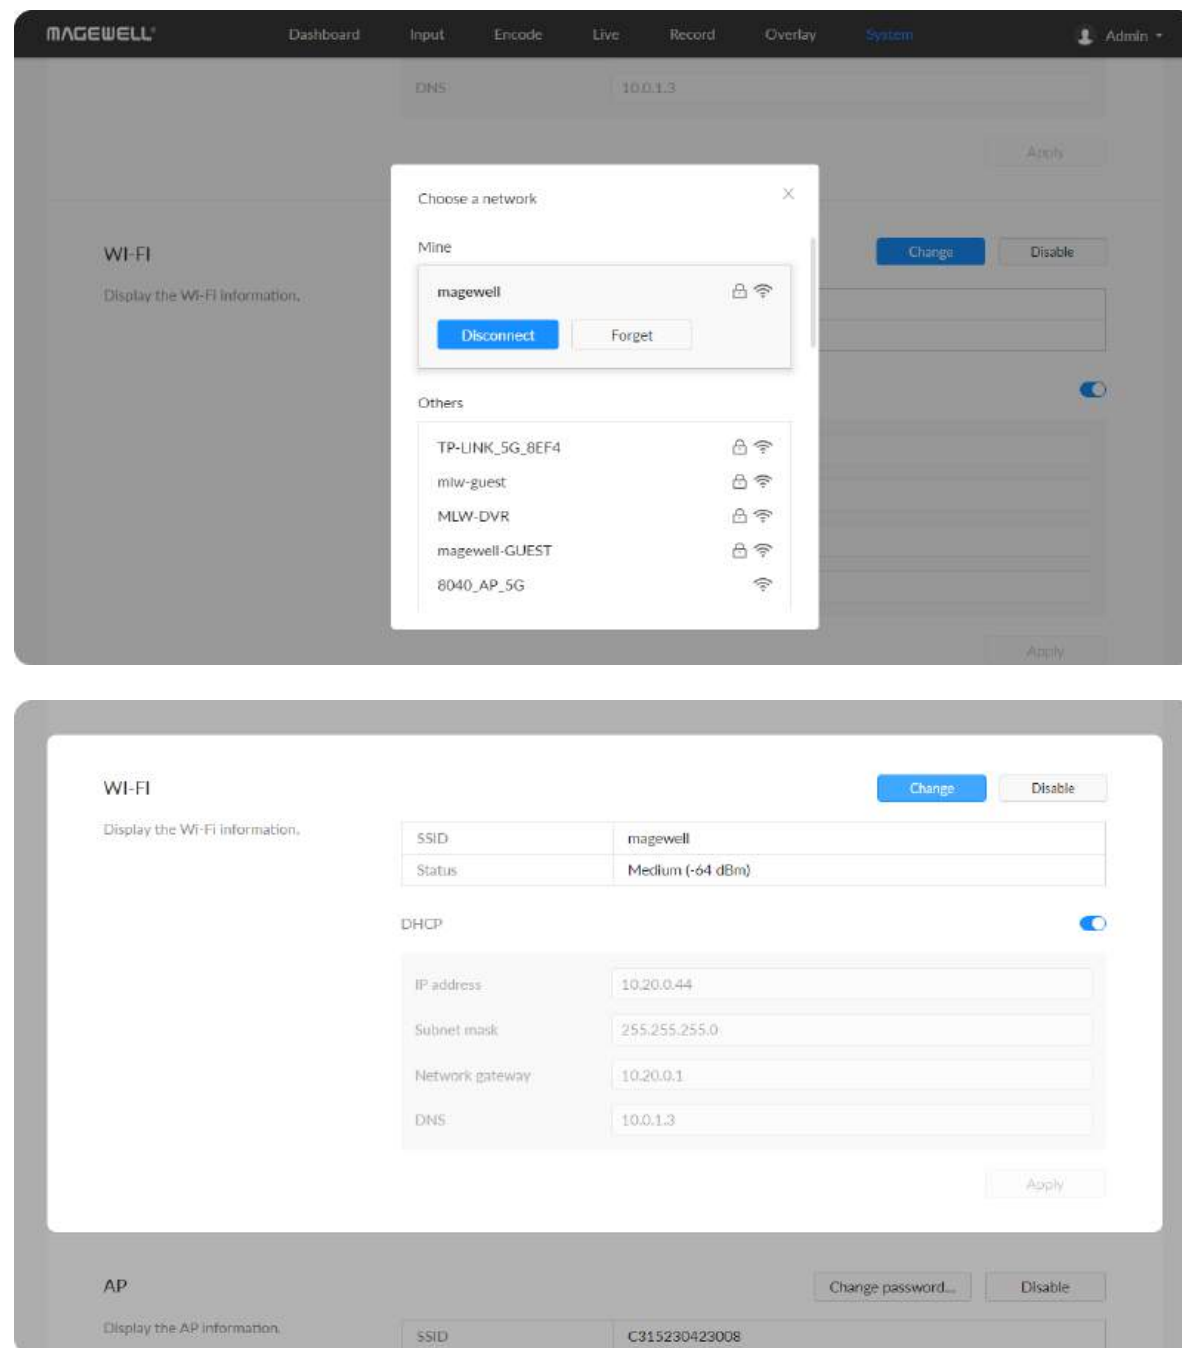 MAGEWELL®
Dashboard Input Encode Live Record Overlay System Admin
DNS 10.0.1.3
Apply
Choose a network
Mine
WI-FI
Change Disable
Display the Wi-Fi information.
magewell
Disconnect Forget
Others
TP-LINK_5G_8EF4
mlw-guest
MLW-DVR
magewell-GUEST
8040_AP_5G
Apply
WI-FI
Change Disable
Display the Wi-Fi information.
SSID magewell
Status Medium (-64 dBm)
DHCP
IP address 10.20.0.44
Subnet mask 255.255.255.0
Network gateway 10.20.0.1
DNS 10.0.1.3
Apply
AP
Change password... Disable
Display the AP information.
SSID C315230423008